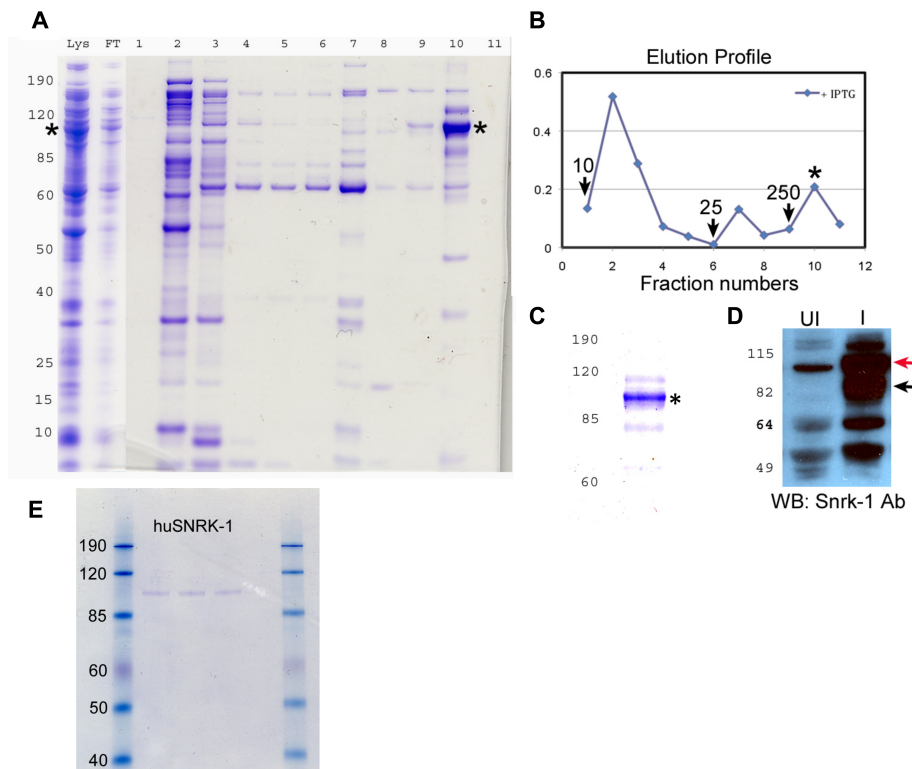 A
Lys FT 1 2 3 4 5 6 7 8 9 10 11
190
120
* *
85
60
50
40
25
15
10
B
Elution Profile
0.6
0.4
0.2
0
+ IPTG
10
25
250
*
0 2 4 6 8 10 12
Fraction numbers
C
190
120
*
85
60
D
UI I
115
82
64
49
WB: Snrk-1 Ab
E
huSNRK-1
190
120
85
60
50
40